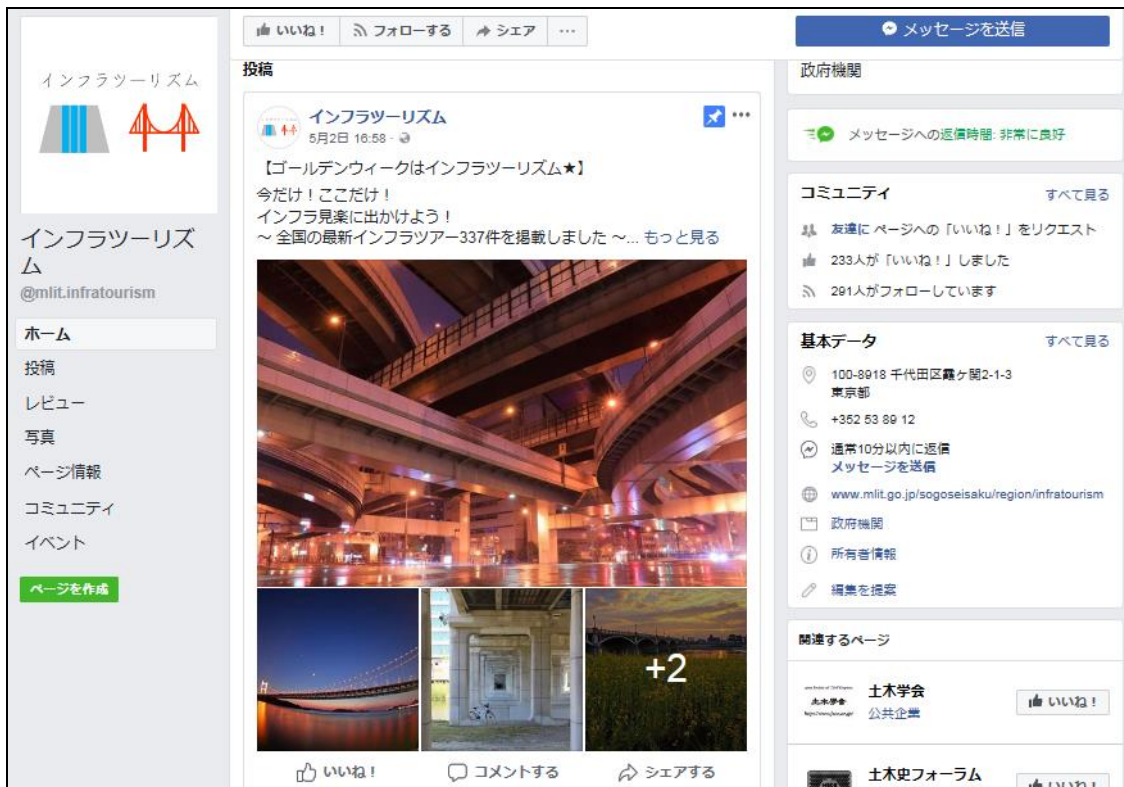 インフラツーリズム
インフラツーリズ
ム
@mlit.infratourism
ホーム
投稿
レビュー
写真
ページ情報
コミュニティ
イベント
ページを作成
いいね！
フォローする
シェア
…
投稿
インフラツーリズム
5月2日 16:58 ·
【ゴールデンウィークはインフラツーリズム★】
今だけ！ここだけ！
インフラ見楽に出かけよう！
～ 全国の最新インフラツアー337件を掲載しました ～... もっと見る
+2
いいね！
コメントする
シェアする
メッセージを送信
政府機関
メッセージへの返信時間: 非常に良好
コミュニティ すべて見る
友達に ページへの「いいね！」をリクエスト
233人が「いいね！」しました
291人がフォローしています
基本データ すべて見る
100-8918 千代田区霞ケ関2-1-3
東京都
+352 53 89 12
通常10分以内に返信
メッセージを送信
www.mlit.go.jp/sogoseisaku/region/infratourism
政府機関
所有者情報
編集を提案
関連するページ
土木学会
土木学会
公共企業
いいね！
土木史フォーラム
いいね！